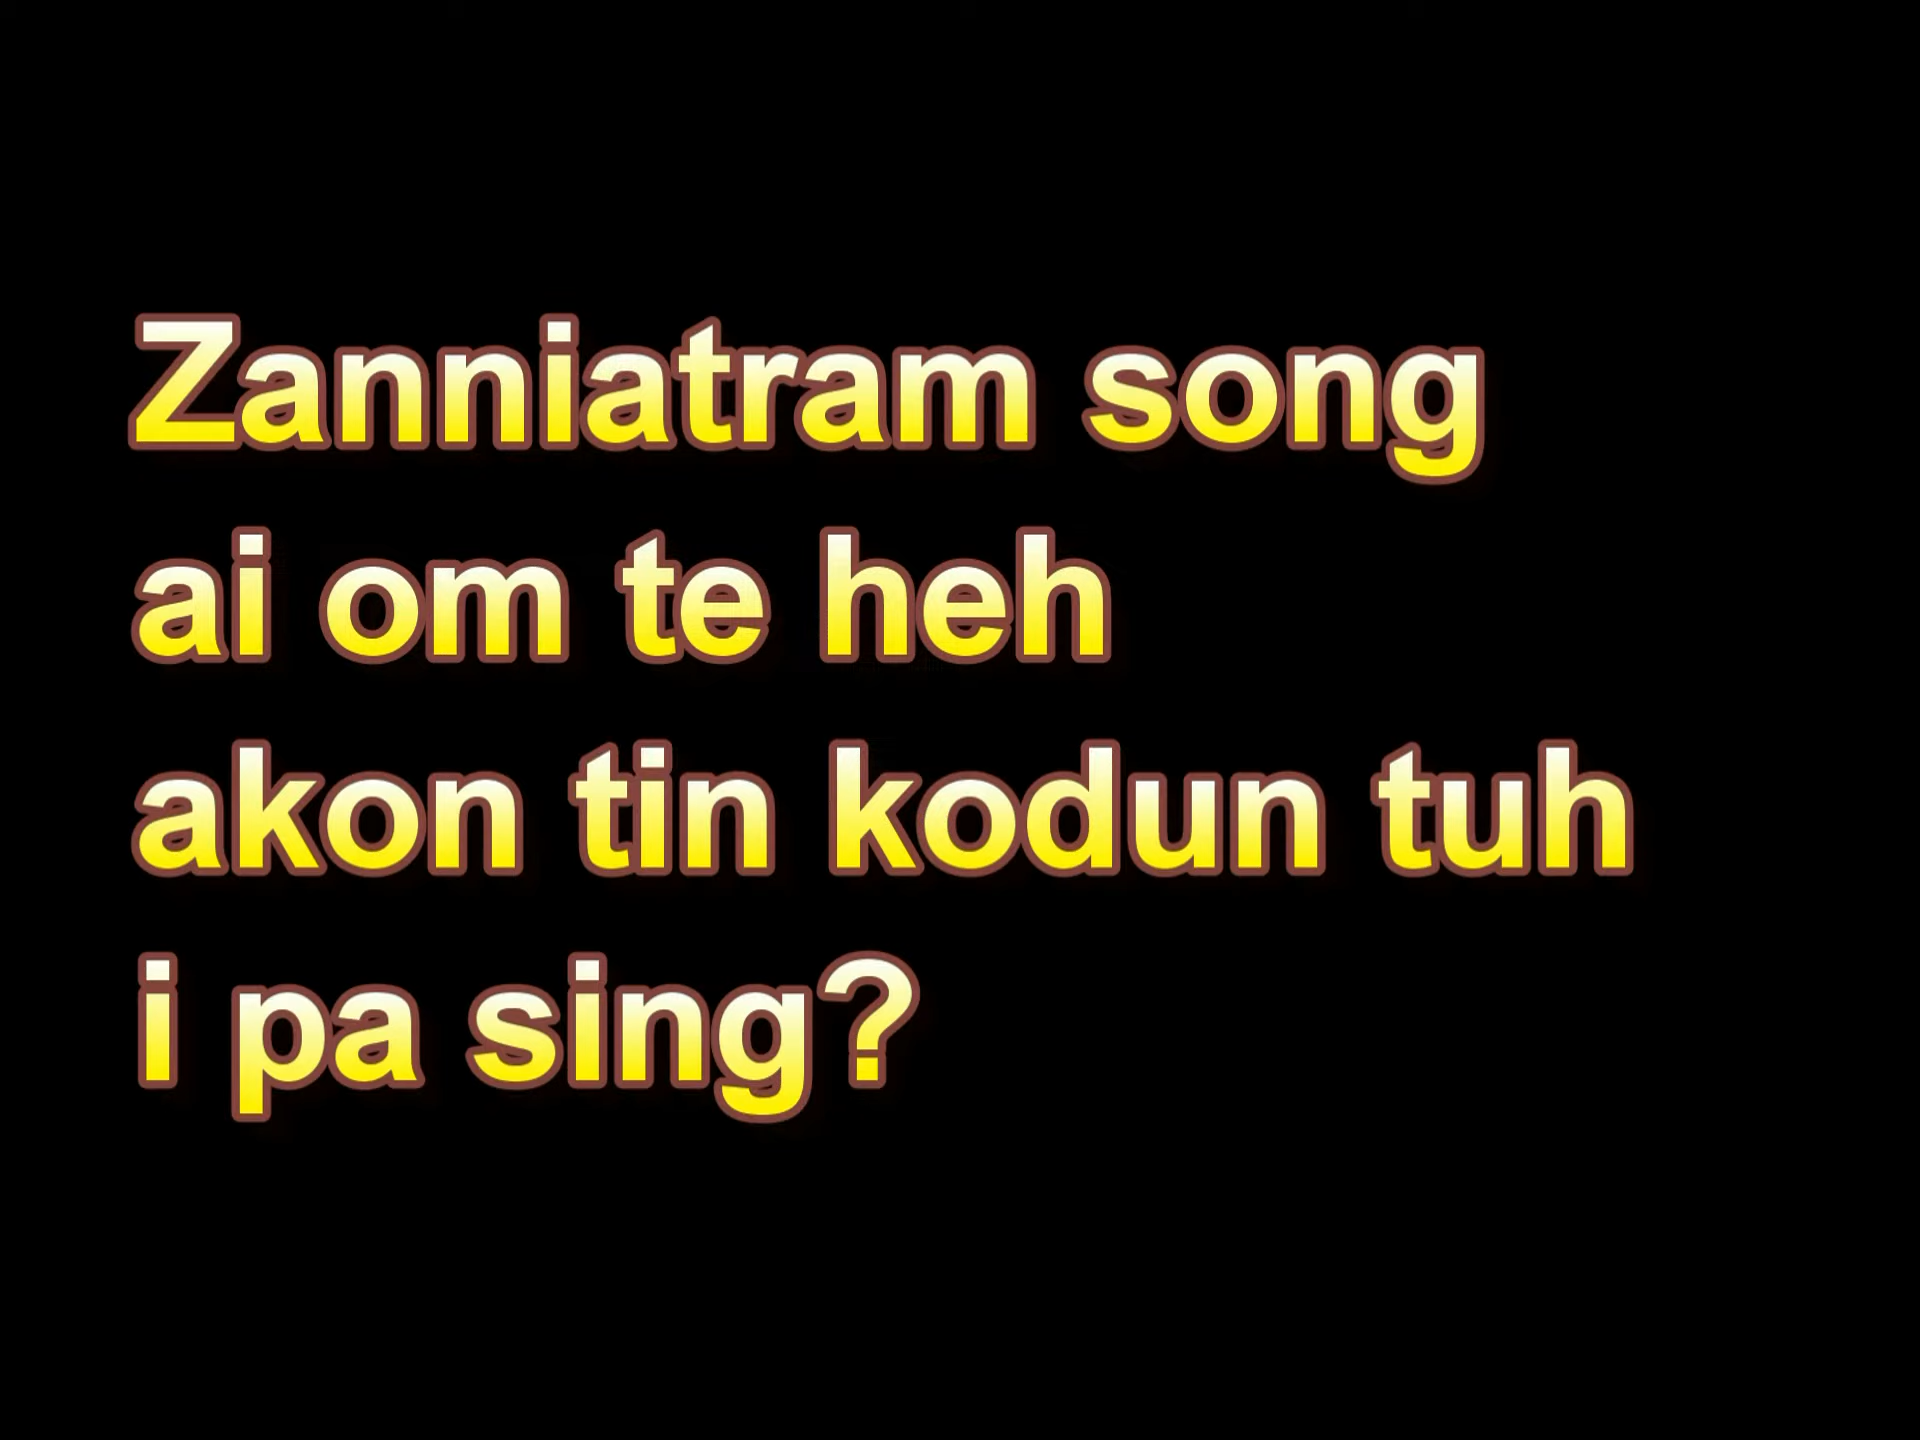 Zanniatram song
ai om te heh
akon tin kodun tuh
i pa sing?